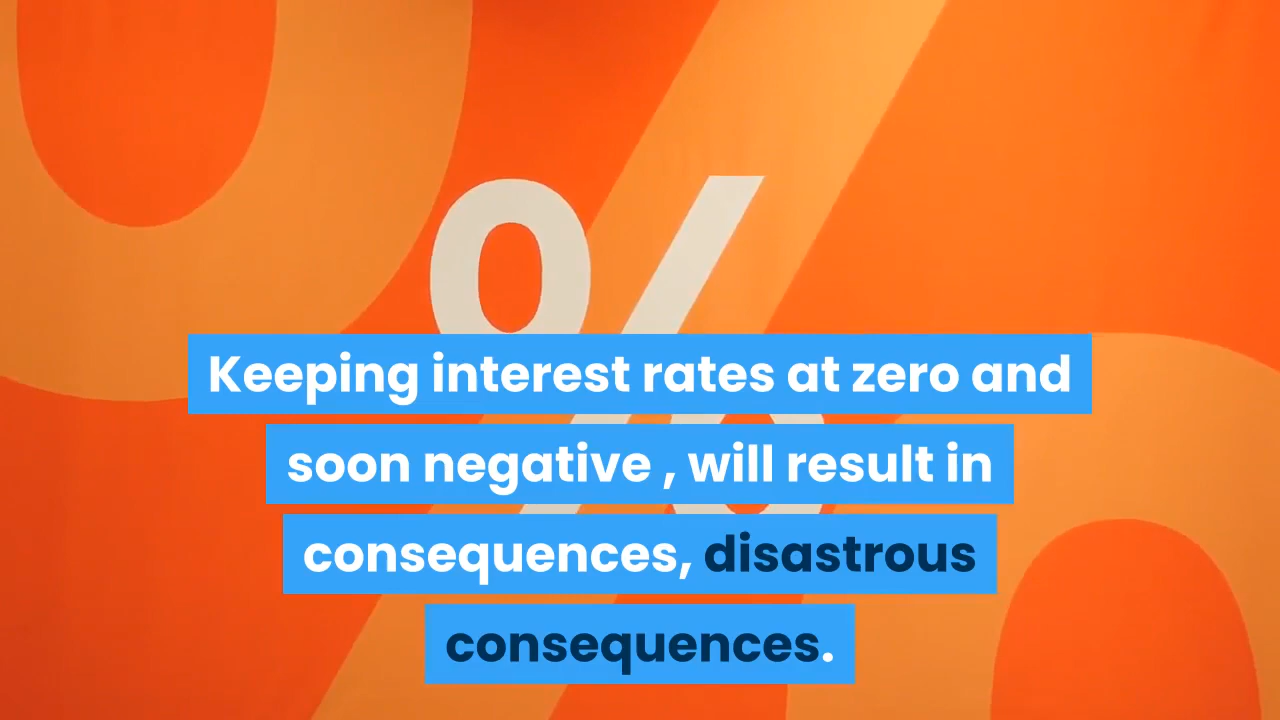 %
Keeping interest rates at zero and
soon negative , will result in
consequences, disastrous
consequences.